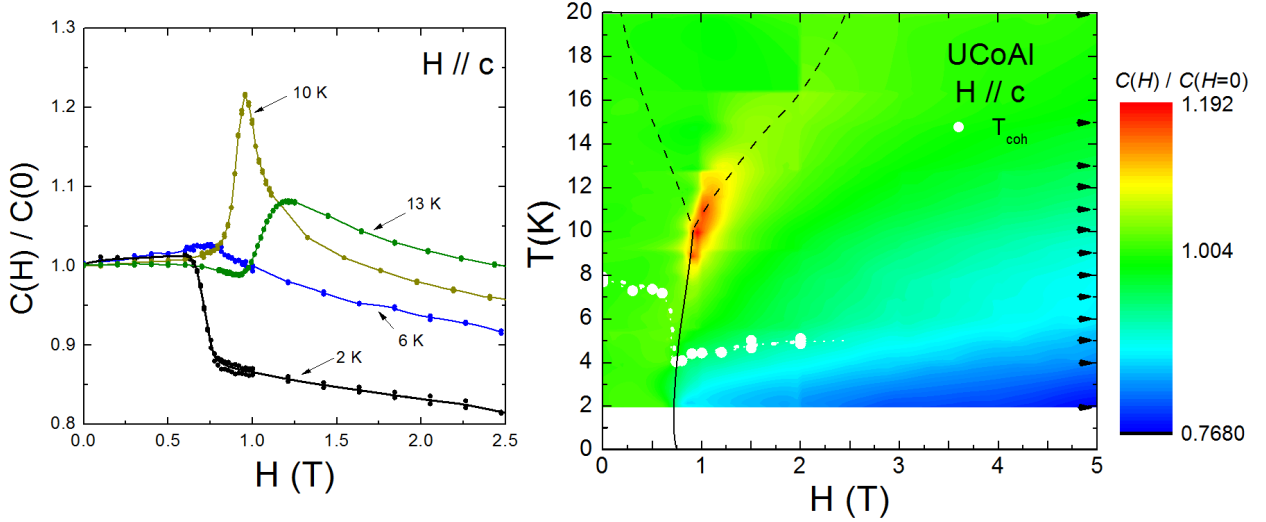 1.3
1.2
1.1
1.0
0.9
0.8
C(H) / C(0)
H // c
10 K
13 K
6 K
2 K
0.0
0.5
1.0
1.5
2.0
2.5
H (T)
20
18
16
14
12
10
8
6
4
2
0
T(K)
UCoAl
H // c
T_coh
0
1
2
3
4
5
H (T)
C(H) / C(H=0)
1.192
1.004
0.7680